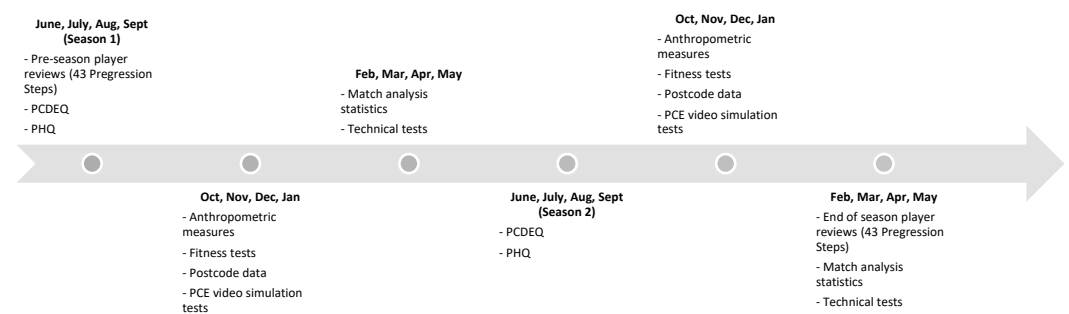 June, July, Aug, Sept
(Season 1)
- Pre-season player
reviews (43 Pregression
Steps)
- PCDEQ
- PHQ
Oct, Nov, Dec, Jan
- Anthropometric
measures
- Fitness tests
- Postcode data
- PCE video simulation
tests
Feb, Mar, Apr, May
- Match analysis
statistics
- Technical tests
June, July, Aug, Sept
(Season 2)
- PCDEQ
- PHQ
Oct, Nov, Dec, Jan
- Anthropometric
measures
- Fitness tests
- Postcode data
- PCE video simulation
tests
Feb, Mar, Apr, May
- End of season player
reviews (43 Pregression
Steps)
- Match analysis
statistics
- Technical tests